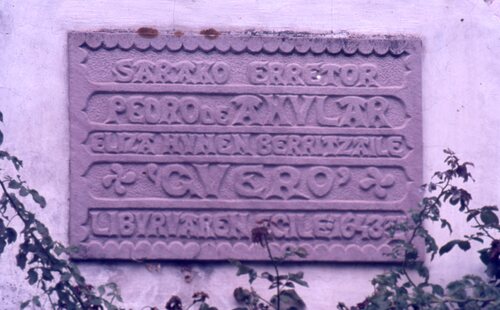 SARAKO ERRETOR
PEDRO DE AXULAR
ELIZA HUNEN BERRITZAILE
'GUERO'
LIBURUAREN EGILE 1643